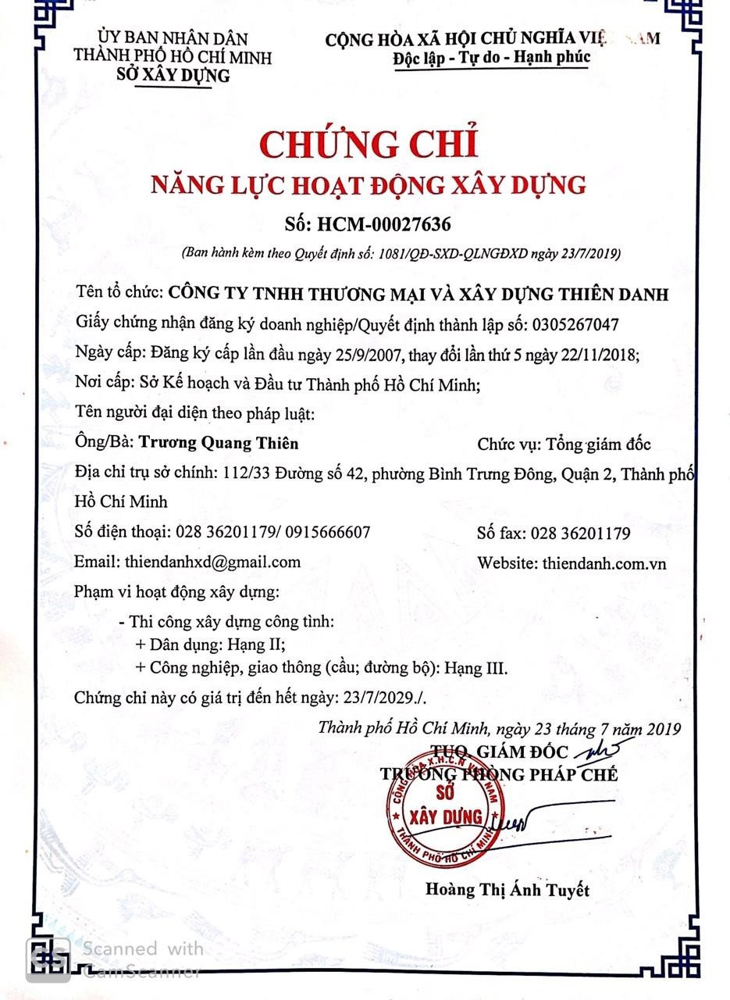 ỦY BAN NHÂN DÂN
THÀNH PHỐ HỒ CHÍ MINH
SỞ XÂY DỰNG
CỘNG HÒA XÃ HỘI CHỦ NGHĨA VIỆ AM
Độc lập - Tự do - Hạnh phúc
CHỨNG CHỈ
NĂNG LỰC HOẠT ĐỘNG XÂY DỰNG
Số: HCM-00027636
(Ban hành kèm theo Quyết định số: 1081/QĐ-SXD-QLNGĐXD ngày 23/7/2019)
Tên tổ chức: CÔNG TY TNHH THƯƠNG MẠI VÀ XÂY DỰNG THIÊN DANH
Giấy chứng nhận đăng ký doanh nghiệp/Quyết định thành lập số: 0305267047
Ngày cấp: Đăng ký cấp lần đầu ngày 25/9/2007, thay đổi lần thứ 5 ngày 22/11/2018;
Nơi cấp: Sở Kế hoạch và Đầu tư Thành phố Hồ Chí Minh;
Tên người đại diện theo pháp luật:
Ông/Bà: Trương Quang Thiên Chức vụ: Tổng giám đốc
Địa chỉ trụ sở chính: 112/33 Đường số 42, phường Bình Trưng Đông, Quận 2, Thành phố
Hồ Chí Minh
Số điện thoại: 028 36201179/ 0915666607 Số fax: 028 36201179
Email: thiendanhxd@gmail.com Website: thiendanh.com.vn
Phạm vi hoạt động xây dựng:
- Thi công xây dựng công tình:
+ Dân dụng: Hạng II;
+ Công nghiệp, giao thông (cầu; đường bộ): Hạng III.
Chứng chỉ này có giá trị đến hết ngày: 23/7/2029./.
Thành phố Hồ Chí Minh, ngày 23 tháng 7 năm 2019
TUQ. GIÁM ĐỐC
TRƯỞNG PHÒNG PHÁP CHẾ
CỘNG HÒA X.H.C.N VIỆT NAM
SỞ
XÂY DỰNG
THÀNH PHỐ HỒ CHÍ MINH
Hoàng Thị Ánh Tuyết
CS
Scanned with
CamScanner